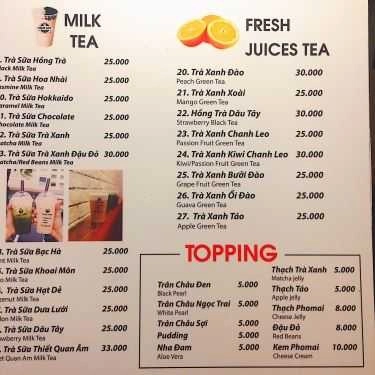 MILK
TEA
Trà Sữa Hồng Trà 25.000
Black Milk Tea
Trà Sữa Hoa Nhài 25.000
Jasmine Milk Tea
Trà Sữa Hokkaido 25.000
Caramel Milk Tea
Trà Sữa Chocolate 25.000
Chocolate Milk Tea
Trà Sữa Trà Xanh 25.000
Matcha Milk Tea
Trà Sữa Trà Xanh Đậu Đỏ 30.000
Matcha/Red Beans Milk Tea
Trà Sữa Bạc Hà 25.000
Mint Milk Tea
Trà Sữa Khoai Môn 25.000
Milk Tea
Trà Sữa Hạt Dẻ 25.000
Milk Tea
Trà Sữa Dưa Lưới 25.000
Milk Tea
Trà Sữa Dâu Tây 25.000
Strawberry Milk Tea
Trà Sữa Thiết Quan Âm 33.000
Thiet Quan Am Milk Tea
FRESH
JUICES TEA
20. Trà Xanh Đào 30.000
Peach Green Tea
21. Trà Xanh Xoài 25.000
Mango Green Tea
22. Hồng Trà Dâu Tây 30.000
Strawberry Black Tea
23. Trà Xanh Chanh Leo 25.000
Passion Fruit Green Tea
24. Trà Xanh Kiwi Chanh Leo 30.000
Kiwi/Passion Fruit Green Tea
25. Trà Xanh Bưởi Đào 25.000
Grape Fruit Green Tea
26. Trà Xanh Ổi Đào 25.000
Guava Green Tea
27. Trà Xanh Táo 25.000
Apple Green Tea
TOPPING
Trân Châu Đen 5.000
Black Pearl
Trân Châu Ngọc Trai 5.000
White Pearl
Trân Châu Sợi 5.000
Pudding 5.000
Nha Đam 5.000
Aloe Vera
Thạch Trà Xanh 5.000
Matcha jelly
Thạch Táo 5.000
Apple jelly
Thạch Phomai 8.000
Cheese Jelly
Đậu Đỏ 8.000
Red Beans
Kem Phomai 10.000
Cheese Cream